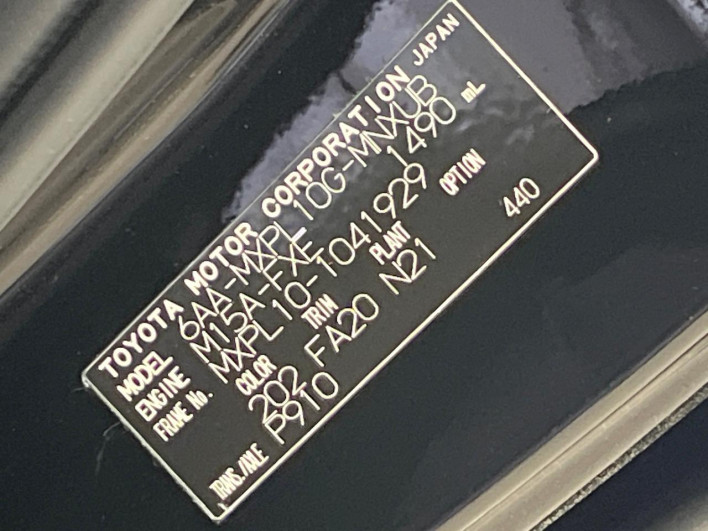 TOYOTA MOTOR CORPORATION JAPAN
MODEL 6AA-MXPL10G-MNXUB
ENGINE M15A-FXE 1490 mL
FRAME No. MXPL10-1041929
COLOR TRIM PLANT OPTION
202 FA20 N21 440
TRANS./AXLE P910